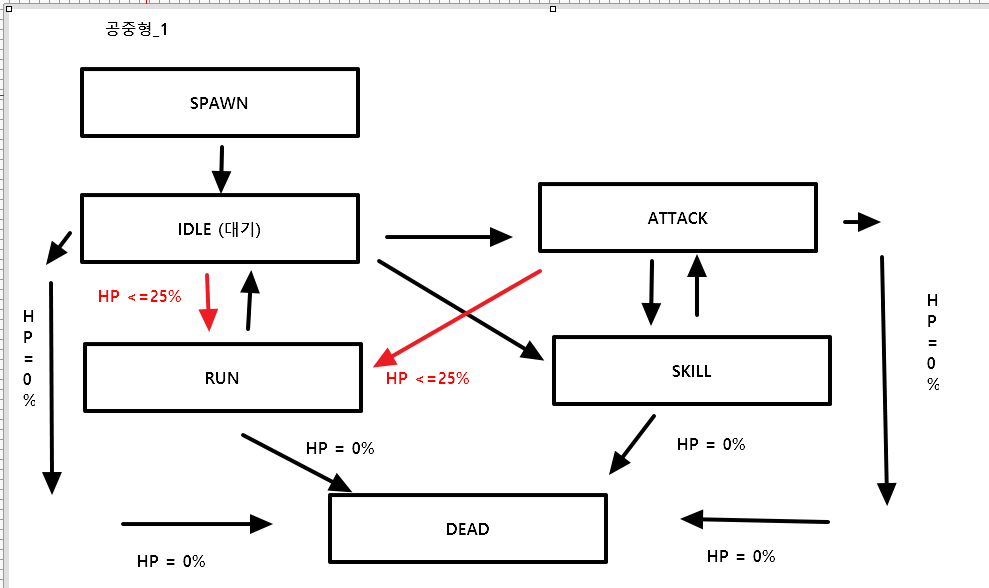 공중형_1
SPAWN
IDLE (대기)
ATTACK
HP <=25%
H
P
=
0
%
H
P
=
0
%
RUN
HP <=25%
SKILL
HP = 0%
HP = 0%
DEAD
HP = 0%
HP = 0%